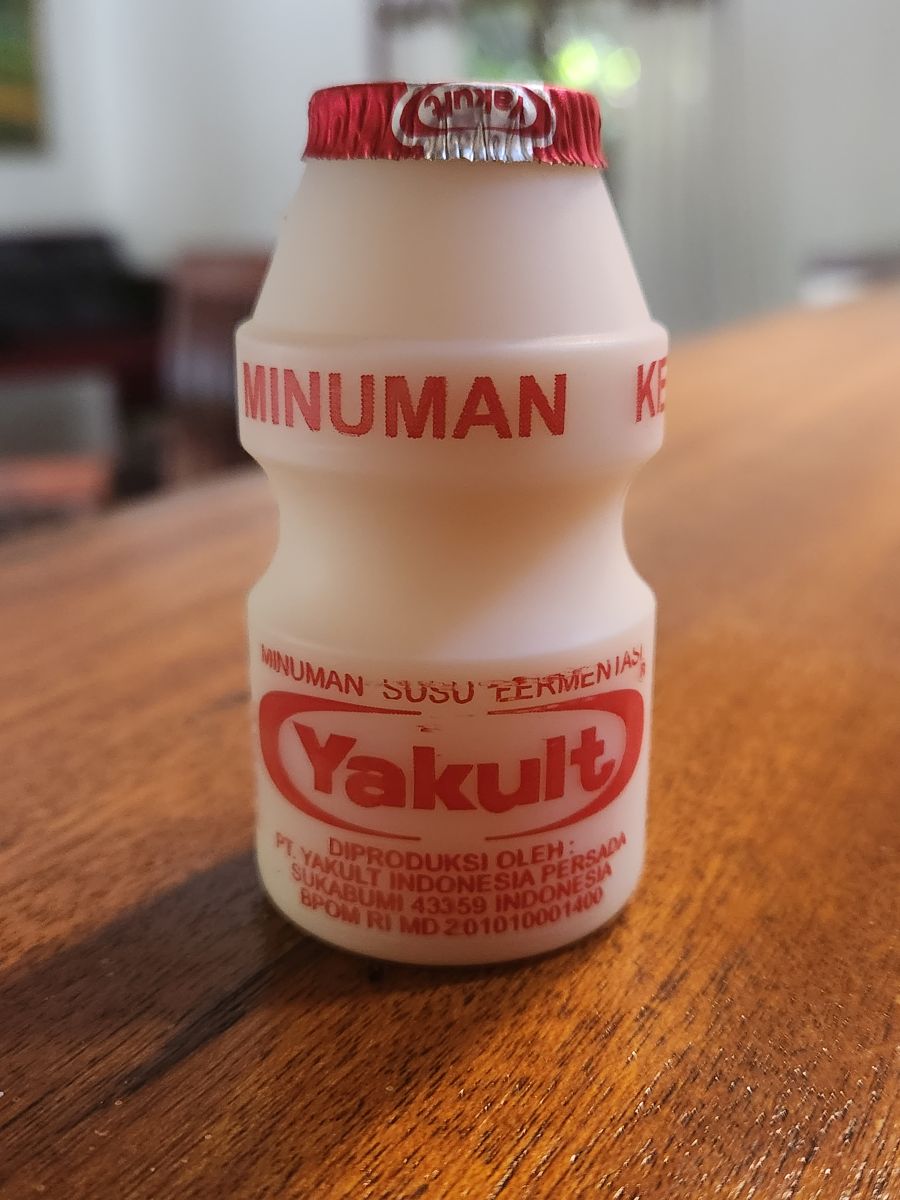 Yakult
MINUMAN KE
MINUMAN SUSU FERMENTASI
®
Yakult
DIPRODUKSI OLEH :
PT. YAKULT INDONESIA PERSADA
SUKABUMI 43359 INDONESIA
BPOM RI MD 201010001400